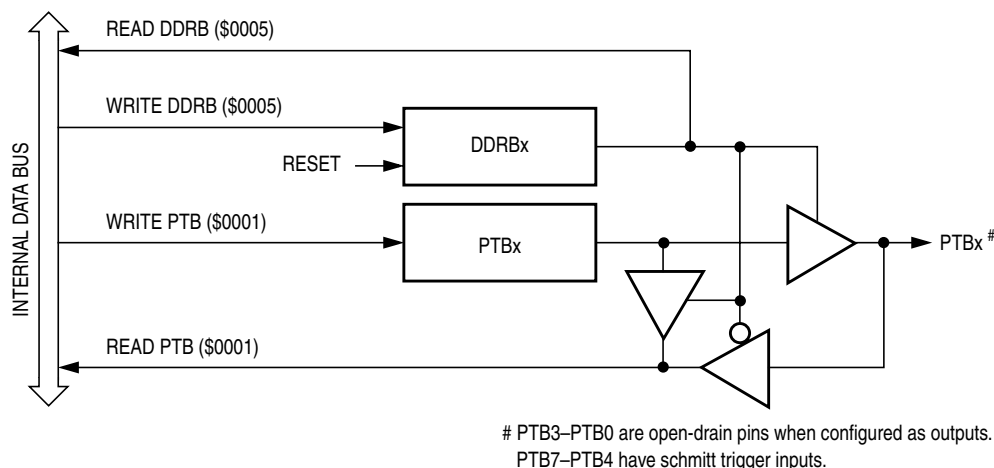 READ DDRB ($0005)
WRITE DDRB ($0005)
DDRBx
RESET
INTERNAL DATA BUS
WRITE PTB ($0001)
PTBx
PTBx #
READ PTB ($0001)
# PTB3–PTB0 are open-drain pins when configured as outputs.
PTB7–PTB4 have schmitt trigger inputs.